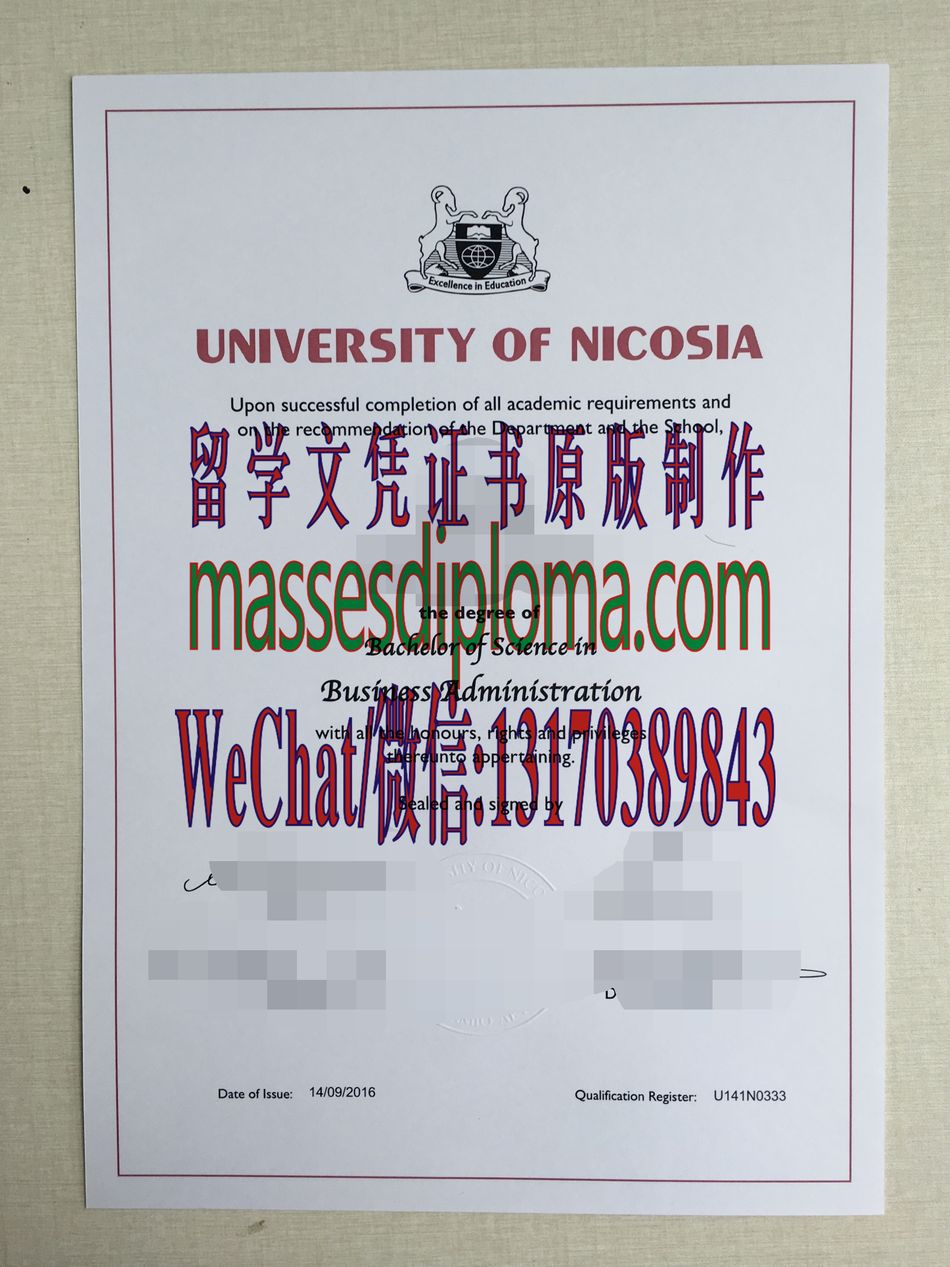 Excellence in Education
UNIVERSITY OF NICOSIA
Upon successful completion of all academic requirements and
on the recommendation of the Department and the School,
留学文凭证书原版制作
massesdiploma.com
the degree of
Bachelor of Science in
Business Administration
WeChat/微信:13170389843
with all the honours, rights and privileges
thereunto appertaining.
Sealed and signed by
Date of Issue: 14/09/2016
Qualification Register: U141N0333